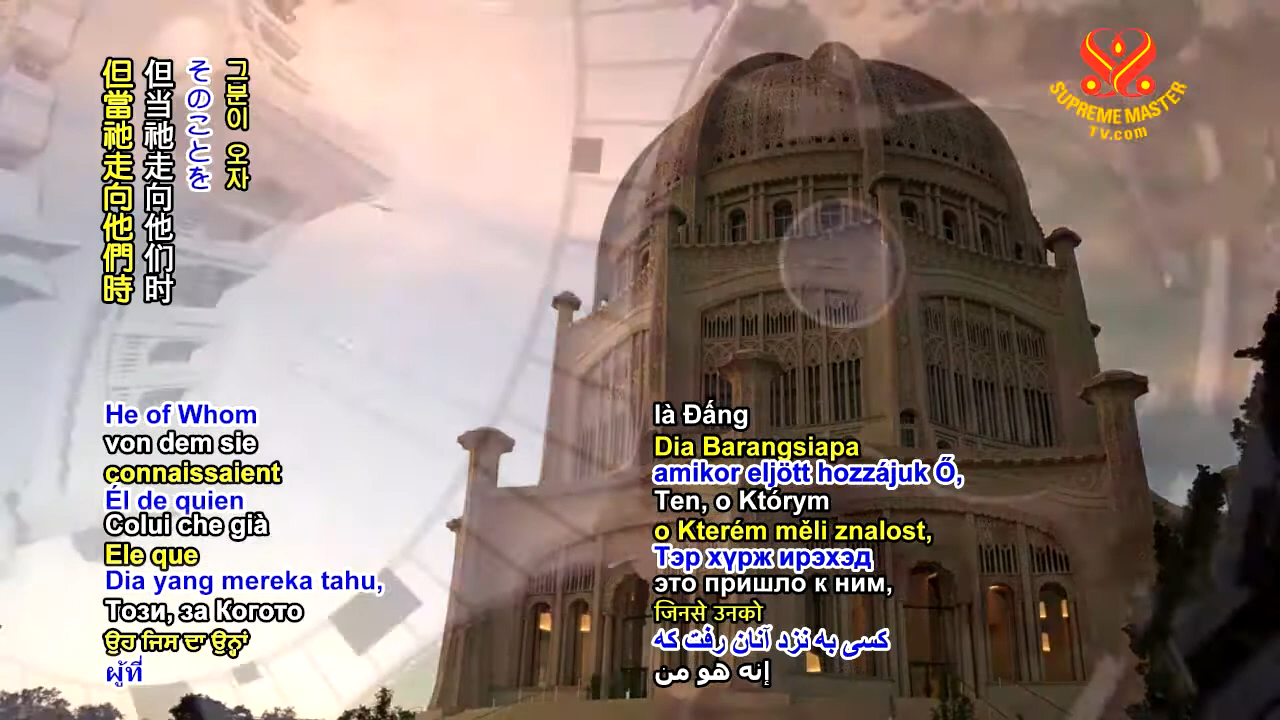 그분이 오자
そのことを
但当祂走向他们时
但當祂走向他們時
SUPREME MASTER
TV.com
He of Whom
von dem sie
connaissaient
Él de quien
Colui che già
Ele que
Dia yang mereka tahu,
Този, за Когото
ਉਹ ਜਿਸ ਦਾ ਉਨ੍ਹਾਂ
ผู้ที่
là Đấng
Dia Barangsiapa
amikor eljött hozzájuk Ő,
Ten, o Którym
o Kterém měli znalost,
Тэр хүрж ирэхэд
это пришло к ним,
जिनसे उनको
کسی به نزد آنان رفت که
إنه هو من